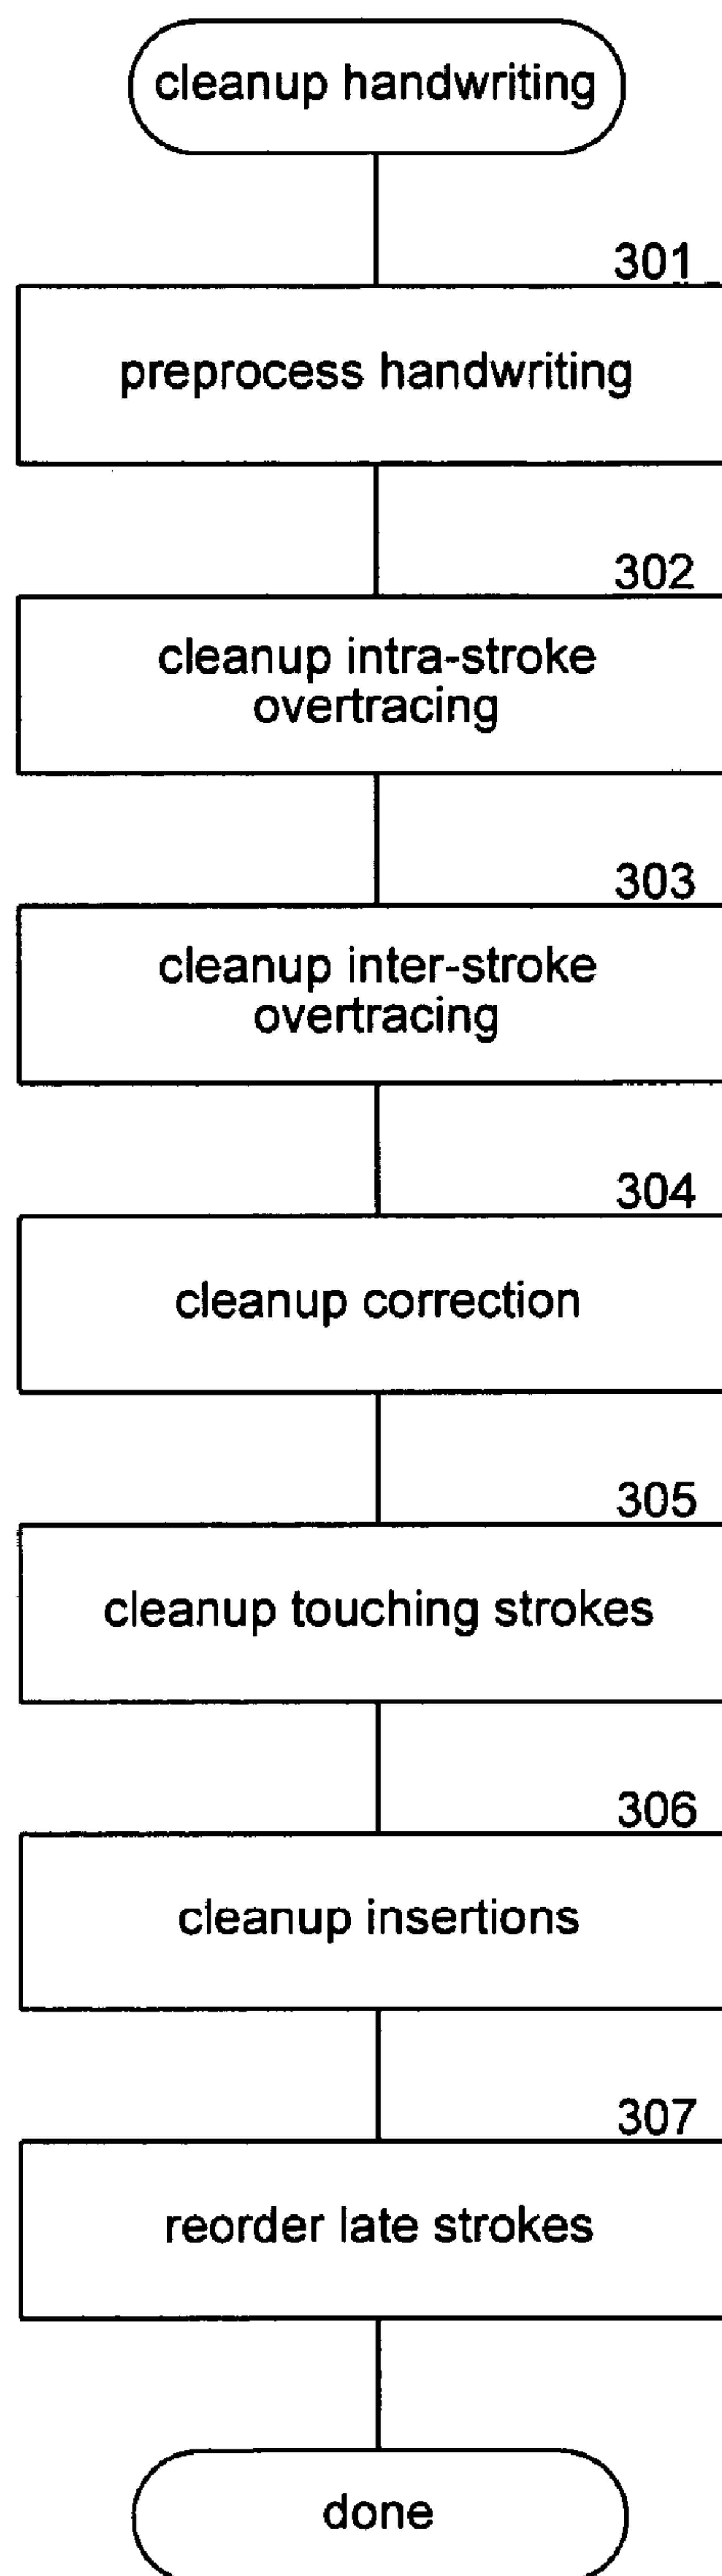 cleanup handwriting
301
preprocess handwriting
302
cleanup intra-stroke
overtracing
303
cleanup inter-stroke
overtracing
304
cleanup correction
305
cleanup touching strokes
306
cleanup insertions
307
reorder late strokes
done